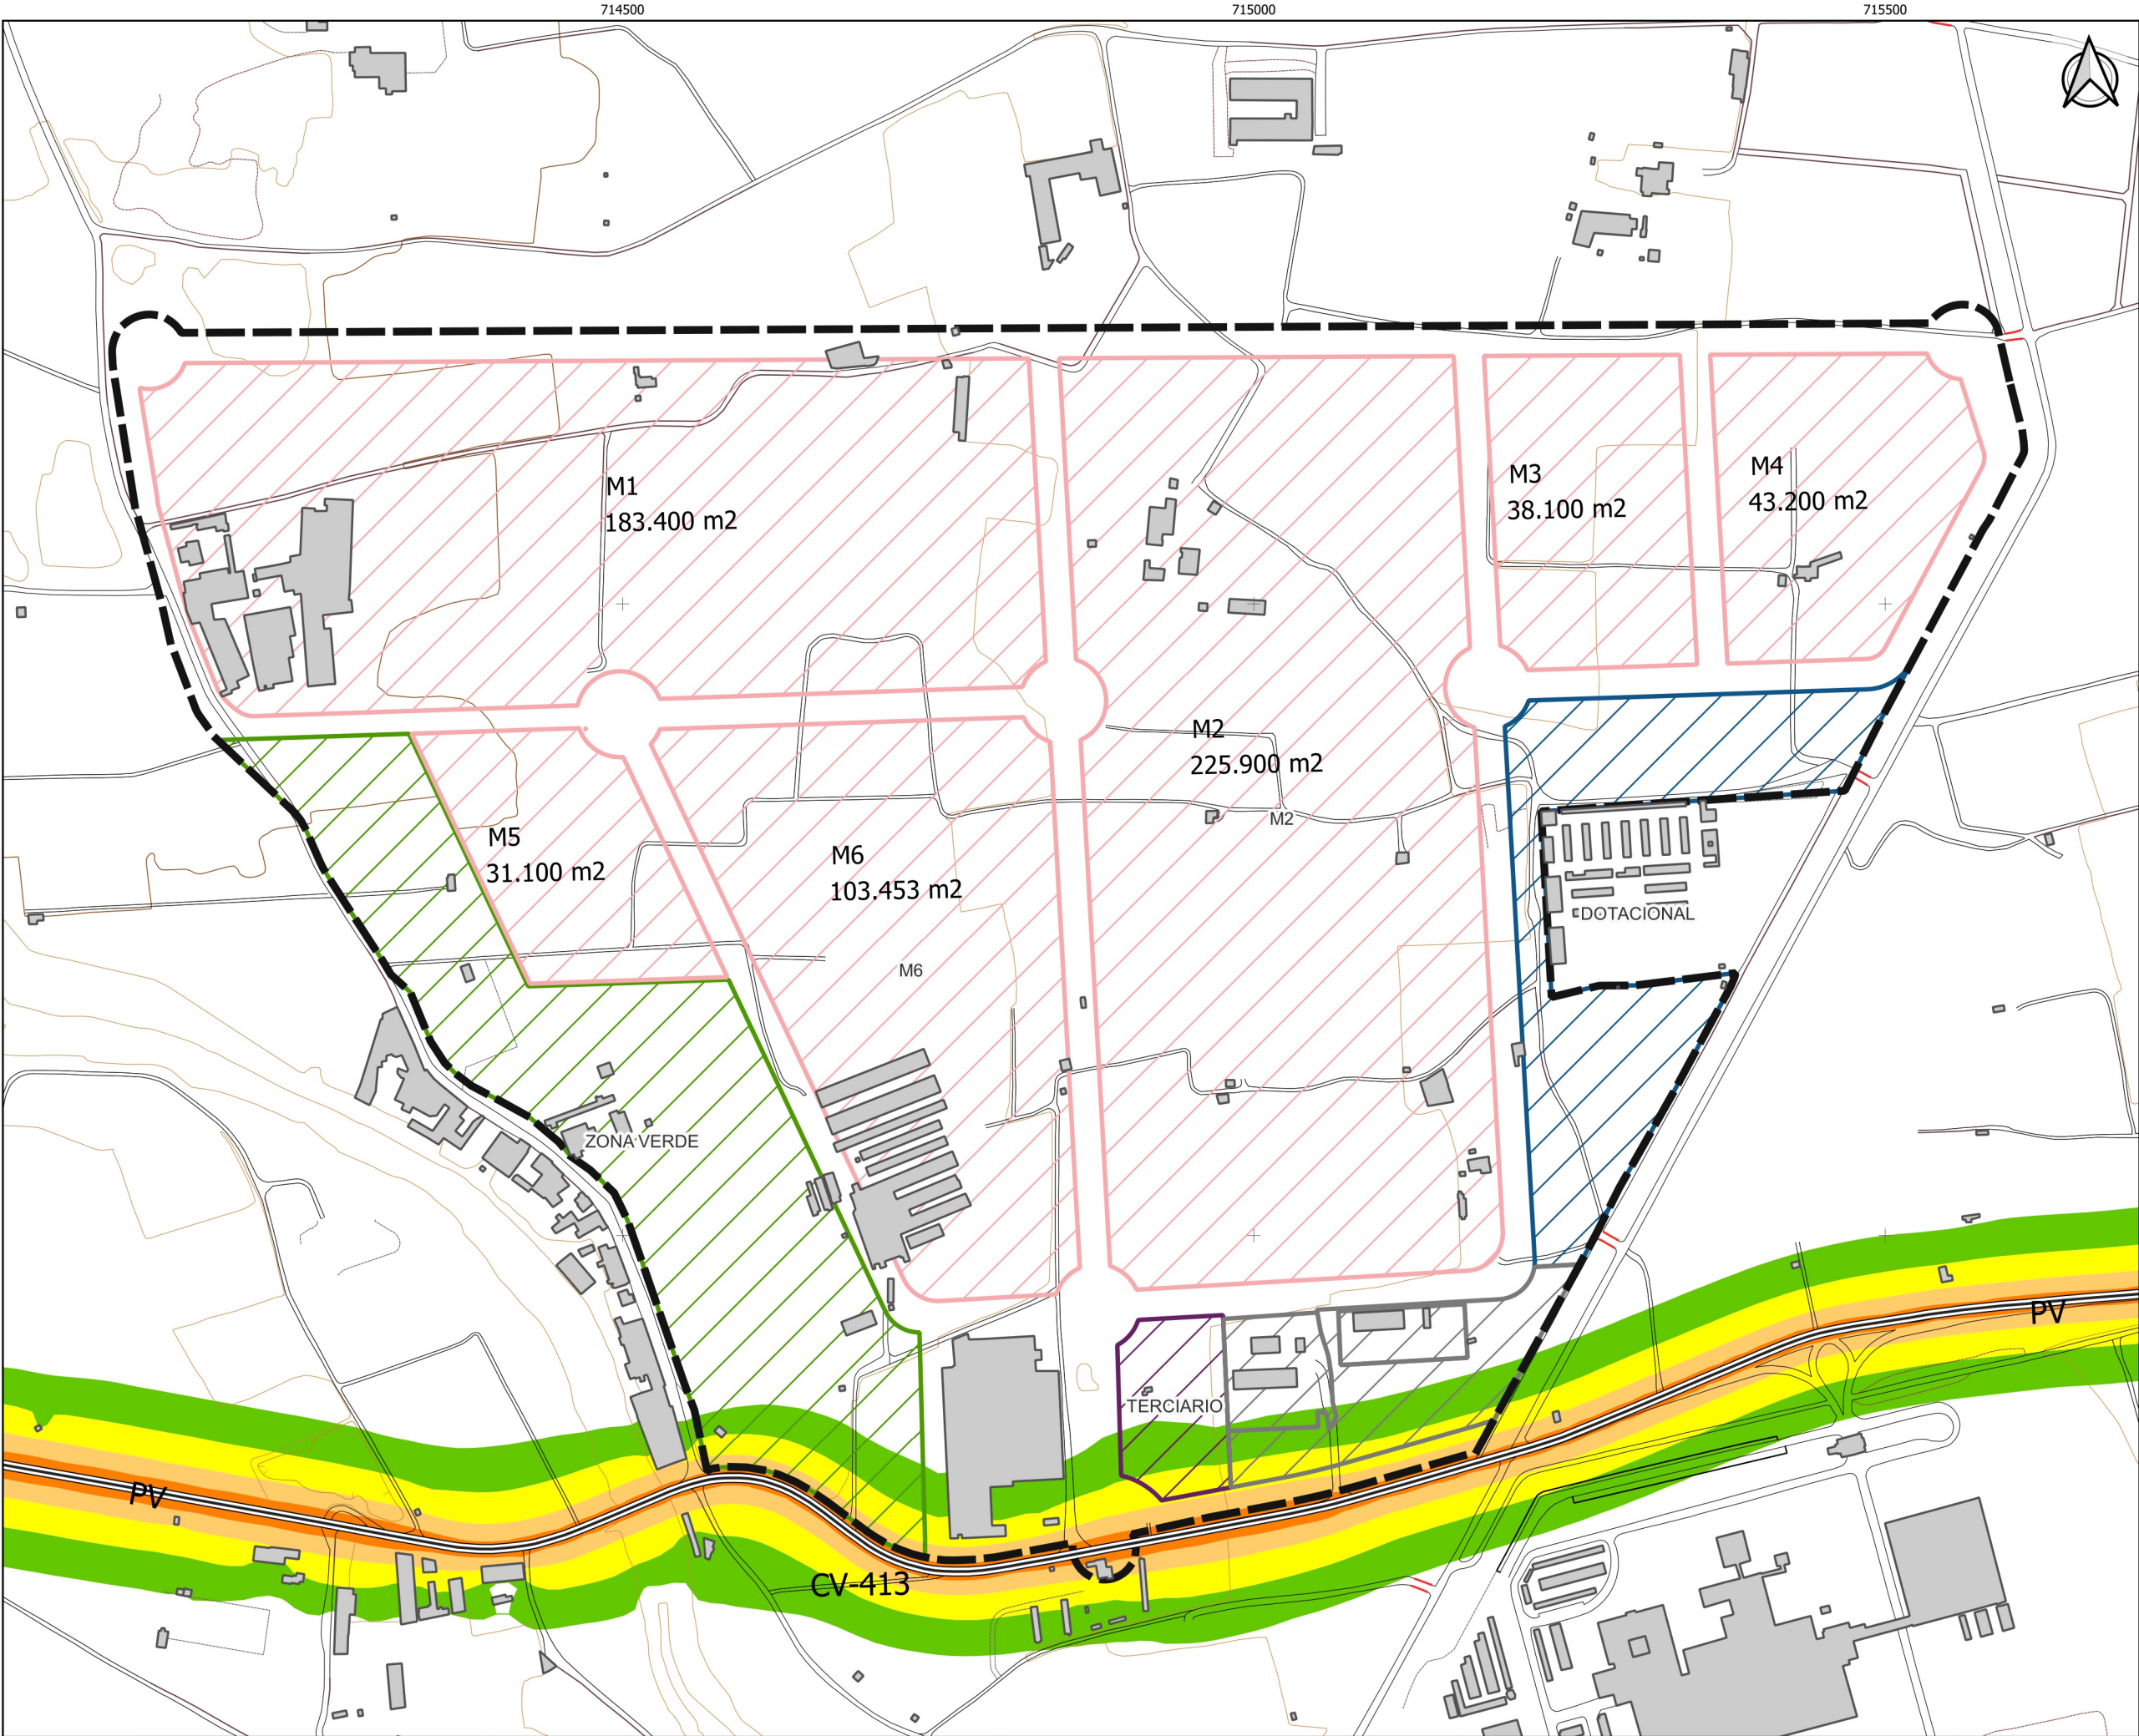 714500
715000
715500
M1
183.400 m2
M3
38.100 m2
M4
43.200 m2
M2
225.900 m2
M2
M5
31.100 m2
M6
103.453 m2
DOTACIONAL
M6
ZONA VERDE
PV
TERCIARIO
PV
CV-413